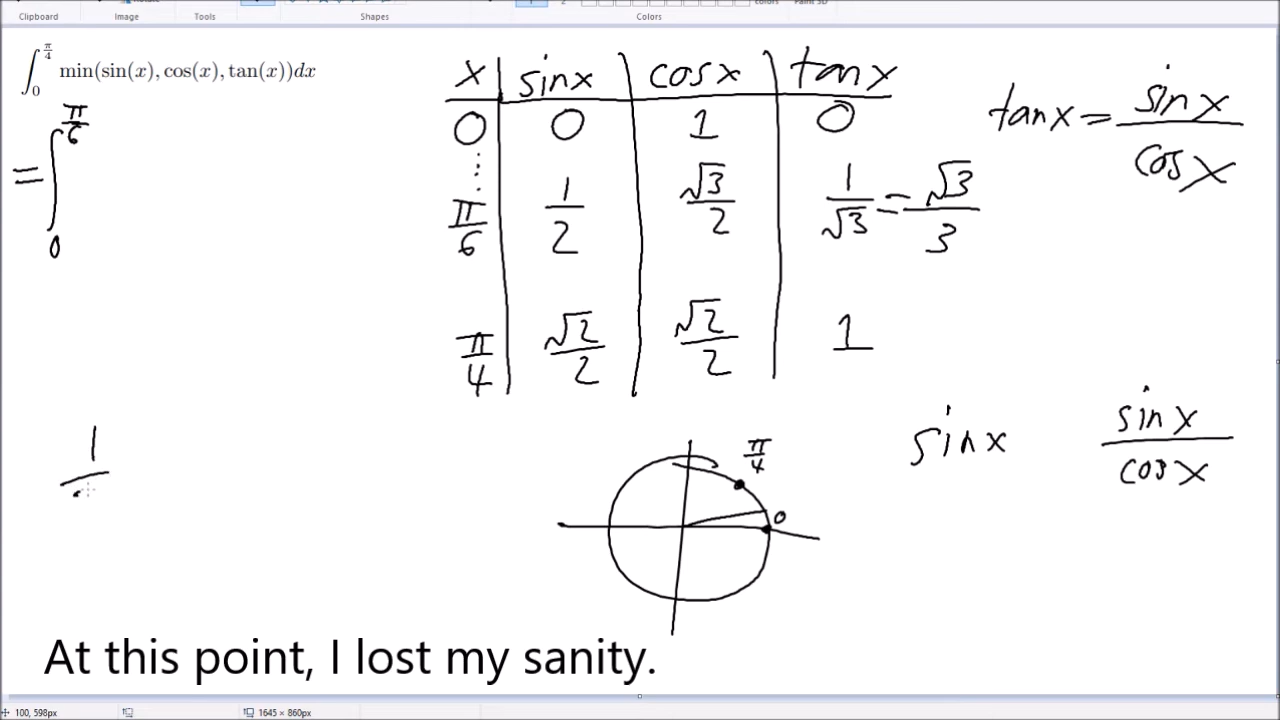 Clipboard Image Tools Shapes Colors
∫_0^{π/4} min(sin(x), cos(x), tan(x))dx
= ∫_0^{π/6}
x sinx cosx tanx
0 0 1 0
⋮
π/6 1/2 √3/2 1/√3 = √3/3
π/4 √2/2 √2/2 1
tanx = sinx/cosx
sinx sinx/cosx
1
π/4
0
At this point, I lost my sanity.
100, 598px 1645 × 860px